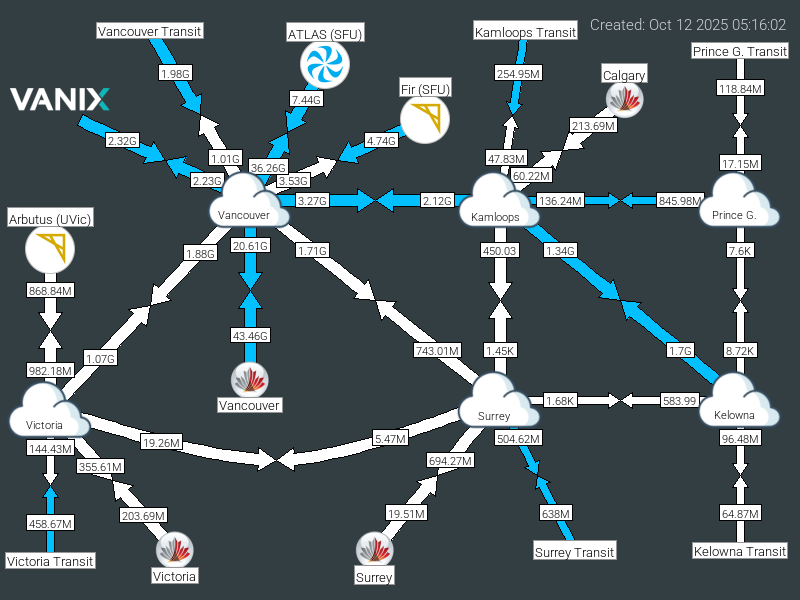 Created: Oct 12 2025 05:16:02
Vancouver Transit
ATLAS (SFU)
Kamloops Transit
Prince G. Transit
1.98G
254.95M
Calgary
118.84M
VANIX
7.44G
Fir (SFU)
213.69M
2.32G
4.74G
1.01G
36.26G
47.83M
17.15M
2.23G
3.53G
60.22M
3.27G
2.12G
136.24M
845.98M
Arbutus (UVic)
Vancouver
Kamloops
Prince G.
1.88G
20.61G
1.71G
450.03
1.34G
7.6K
868.84M
43.46G
1.07G
743.01M
1.45K
1.7G
8.72K
982.18M
Vancouver
1.68K
583.99
Victoria
Surrey
Kelowna
144.43M
19.26M
5.47M
504.62M
96.48M
355.61M
694.27M
458.67M
203.69M
19.51M
638M
64.87M
Victoria Transit
Victoria
Surrey
Surrey Transit
Kelowna Transit